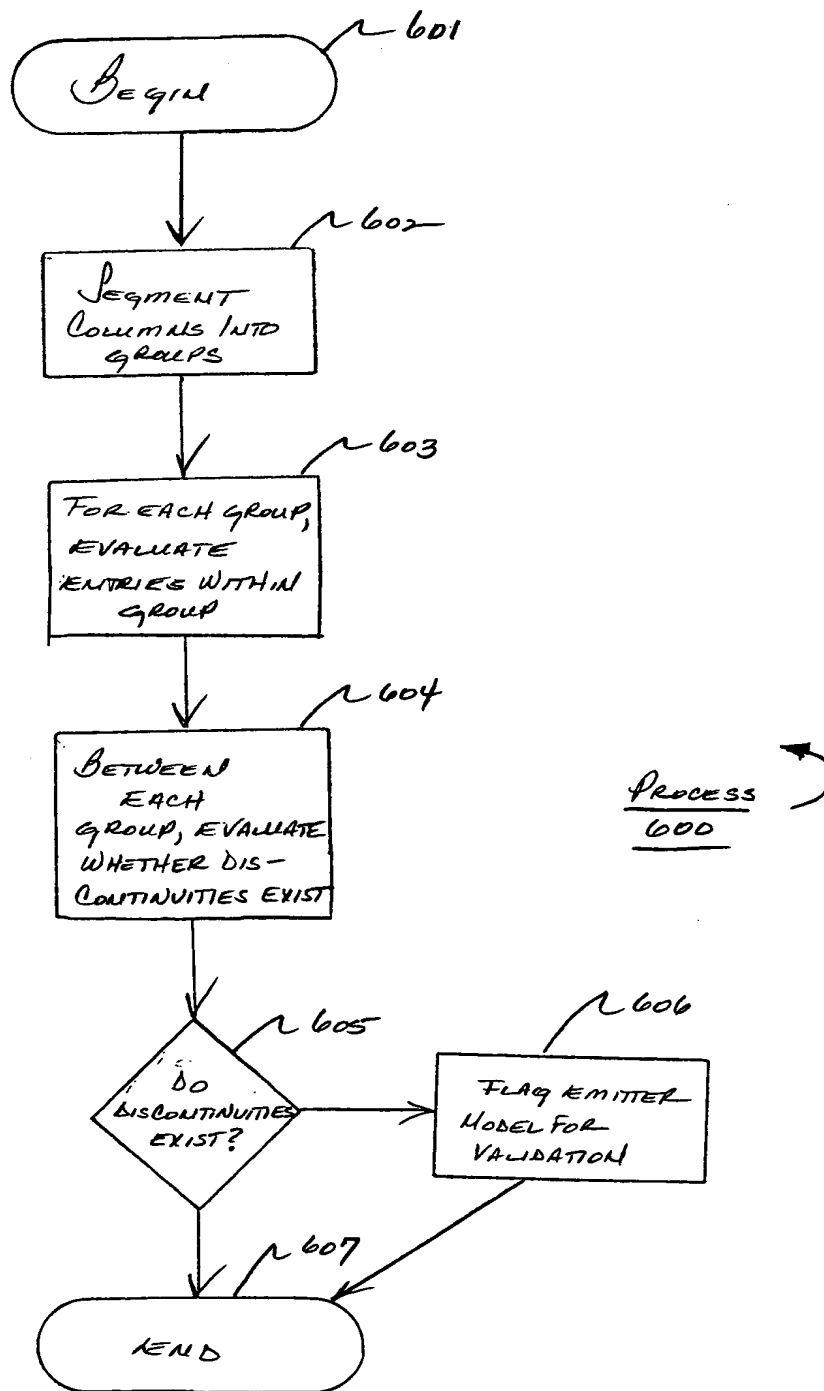 601
BEGIN
602
SEGMENT
COLUMNS INTO
GROUPS
603
FOR EACH GROUP,
EVALUATE
ENTRIES WITHIN
GROUP
604
BETWEEN
EACH
GROUP, EVALUATE
WHETHER DIS-
CONTINUITIES EXIST
PROCESS
600
605
DO
DISCONTINUITIES
EXIST?
606
FLAG EMITTER
MODEL FOR
VALIDATION
607
END